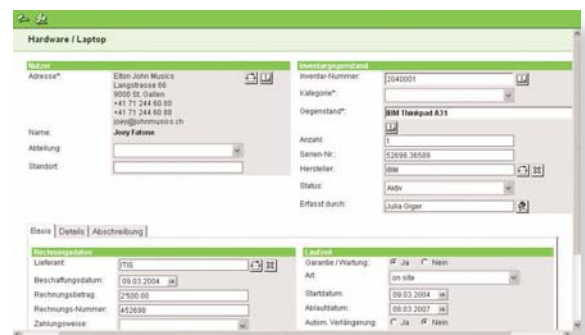 Hardware / Laptop
Nutzer
Adresse*:
Elton John Musics
Langstrasse 66
9000 St. Gallen
+41 71 244 60 80
+41 71 244 60 88
joey@johnmusics.ch
Name:
Joey Fatone
Abteilung:
Standort:
Inventargegenstand
Inventar-Nummer:
2040001
Kategorie*:
Gegenstand*:
IBM Thinkpad A31
Anzahl:
1
Serien-Nr.:
52698.36589
Hersteller:
IBM
Status:
Aktiv
Erfasst durch:
Julia Giger
Basis
Details
Abschreibung
Rechnungsdaten
Lieferant:
ITIG
Beschaffungsdatum:
09.03.2004
Rechnungsbetrag:
2'500.00
Rechnungs-Nummer:
452698
Zahlungsweise:
Laufzeit
Garantie / Wartung:
Ja
Nein
Art:
on site
Startdatum:
09.03.2004
Ablaufdatum:
08.03.2007
Autom. Verlängerung:
Ja
Nein